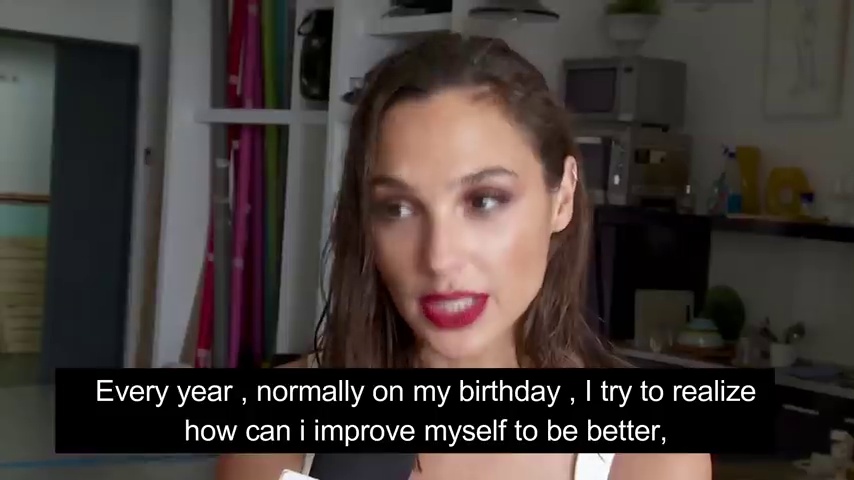 Every year , normally on my birthday , I try to realize
how can i improve myself to be better,